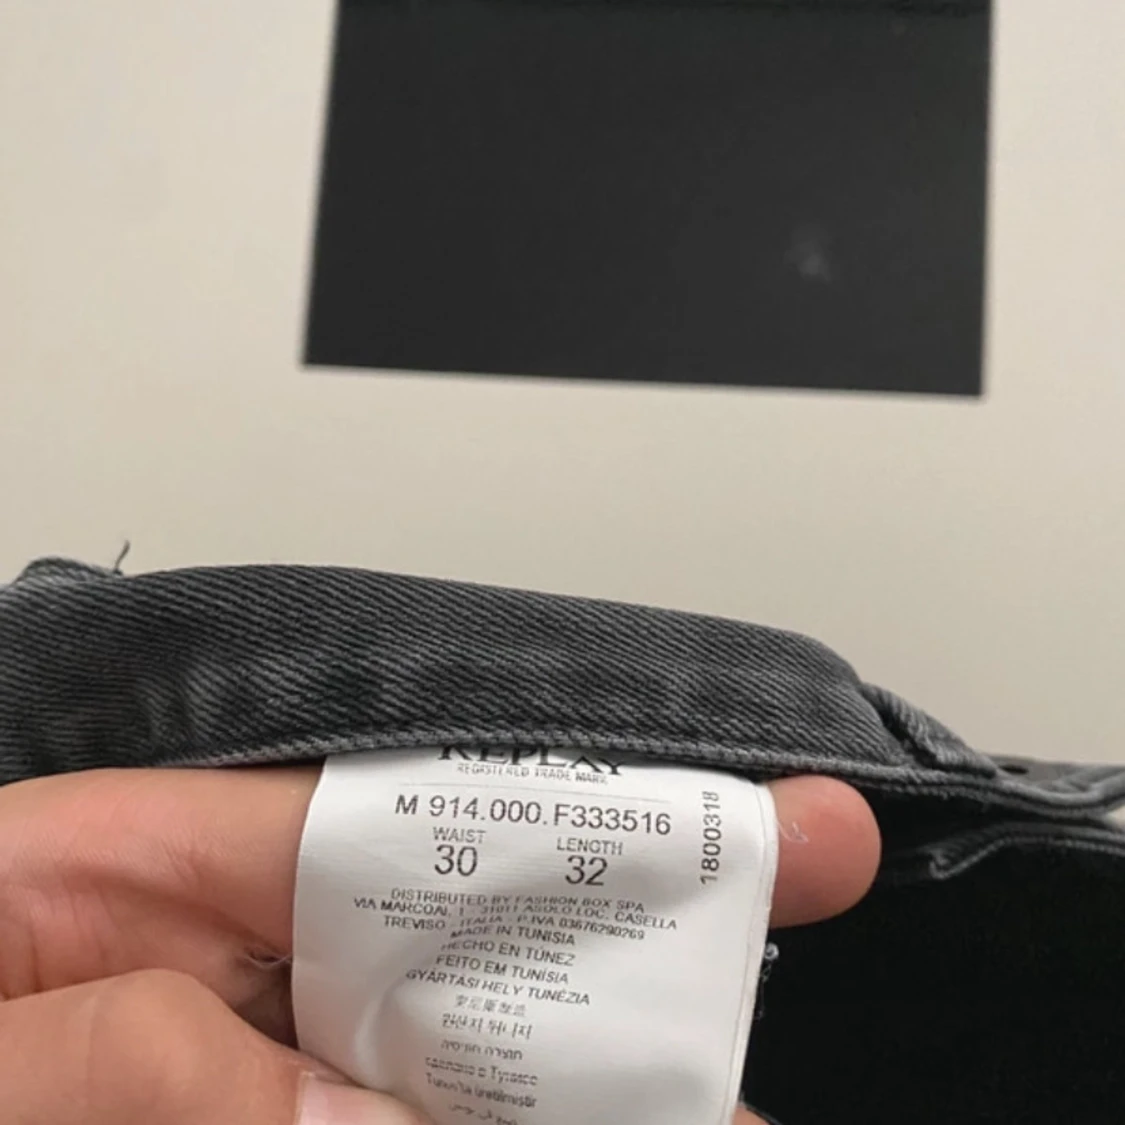 REPLAY
REGISTERED TRADE MARK
M 914.000.F333516
WAIST LENGTH
30 32
1800318
DISTRIBUTED BY FASHION BOX SPA
VIA MARCOAI, 1 - 31011 ASOLO LOC. CASELLA
TREVISO - ITALIA - P.IVA 03676290269
MADE IN TUNISIA
HECHO EN TÚNEZ
FEITO EM TUNÍSIA
GYÁRTÁSI HELY TUNÉZIA